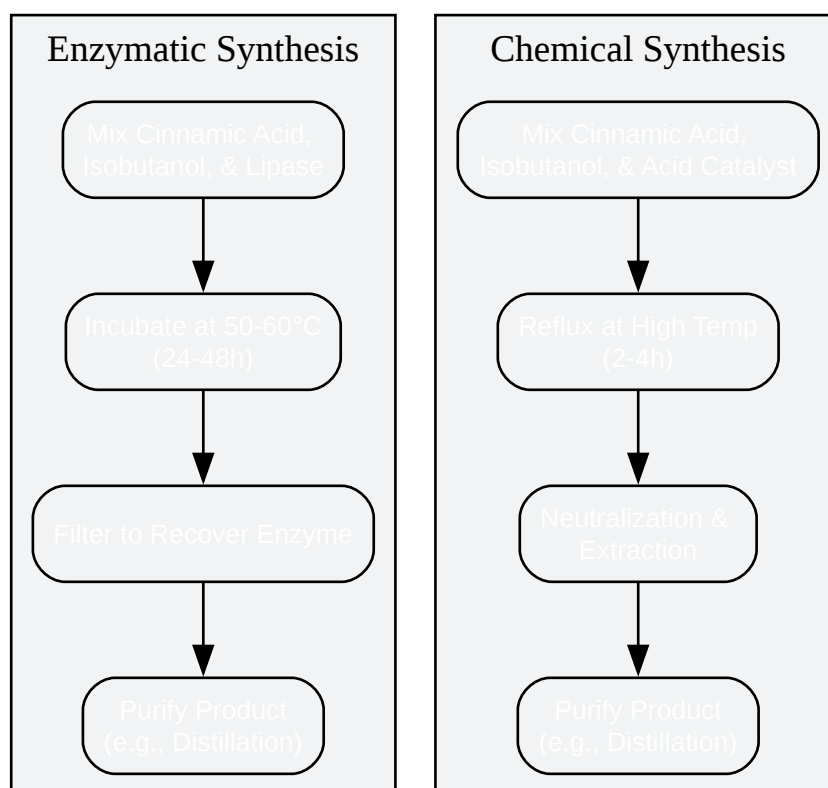 Enzymatic Synthesis
Mix Cinnamic Acid,
Isobutanol, & Lipase
Incubate at 50-60°C
(24-48h)
Filter to Recover Enzyme
Purify Product
(e.g., Distillation)
Chemical Synthesis
Mix Cinnamic Acid,
Isobutanol, & Acid Catalyst
Reflux at High Temp
(2-4h)
Neutralization &
Extraction
Purify Product
(e.g., Distillation)